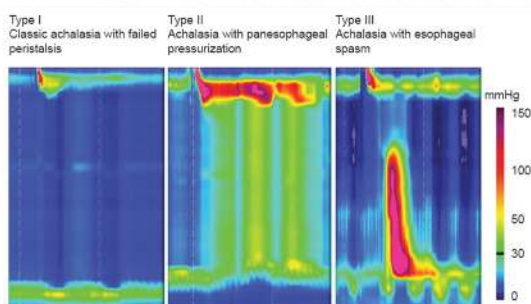 Type I
Classic achalasia with failed
peristalsis
Type II
Achalasia with panesophageal
pressurization
Type III
Achalasia with esophageal
spasm
mmHg
150
100
50
30
0